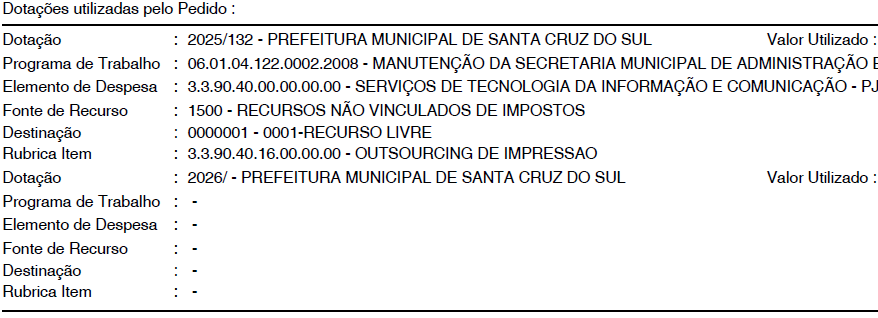 Dotações utilizadas pelo Pedido :
Dotação : 2025/132 - PREFEITURA MUNICIPAL DE SANTA CRUZ DO SUL Valor Utilizado :
Programa de Trabalho : 06.01.04.122.0002.2008 - MANUTENÇÃO DA SECRETARIA MUNICIPAL DE ADMINISTRAÇÃO E
Elemento de Despesa : 3.3.90.40.00.00.00.00 - SERVIÇOS DE TECNOLOGIA DA INFORMAÇÃO E COMUNICAÇÃO - PJ
Fonte de Recurso : 1500 - RECURSOS NÃO VINCULADOS DE IMPOSTOS
Destinação : 0000001 - 0001-RECURSO LIVRE
Rubrica Item : 3.3.90.40.16.00.00.00 - OUTSOURCING DE IMPRESSAO
Dotação : 2026/ - PREFEITURA MUNICIPAL DE SANTA CRUZ DO SUL Valor Utilizado :
Programa de Trabalho : -
Elemento de Despesa : -
Fonte de Recurso : -
Destinação : -
Rubrica Item : -